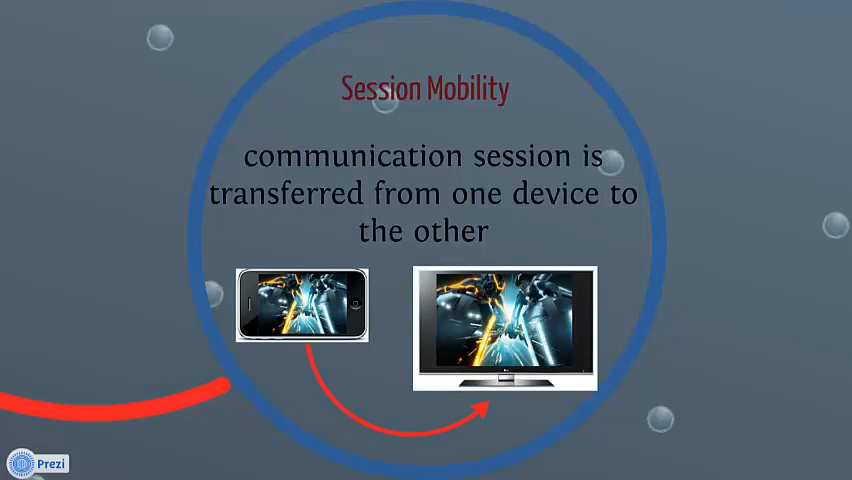 Session Mobility
communication session is
transferred from one device to
the other
Prezi